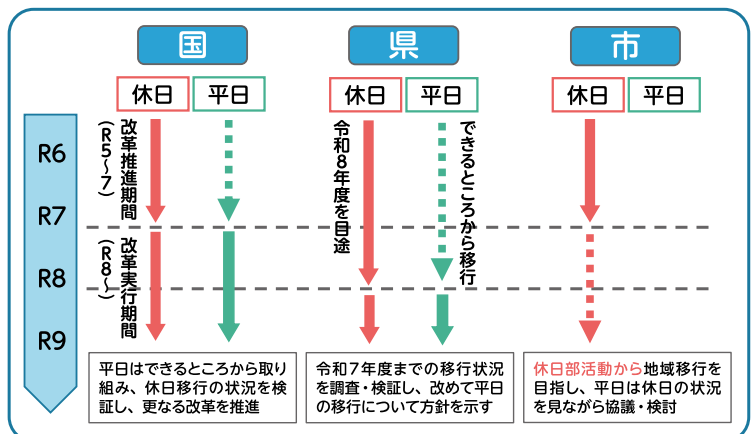 国
県
市
休日
平日
休日
平日
休日
平日
R6
R7
R8
R9
改革推進期間
（R5～7）
改革実行期間
（R8～）
令和8年度を目途
できるところから移行
平日はできるところから取り
組み、休日移行の状況を検
証し、更なる改革を推進
令和7年度までの移行状況
を調査・検証し、改めて平日
の移行について方針を示す
休日部活動から地域移行を
目指し、平日は休日の状況
を見ながら協議・検討